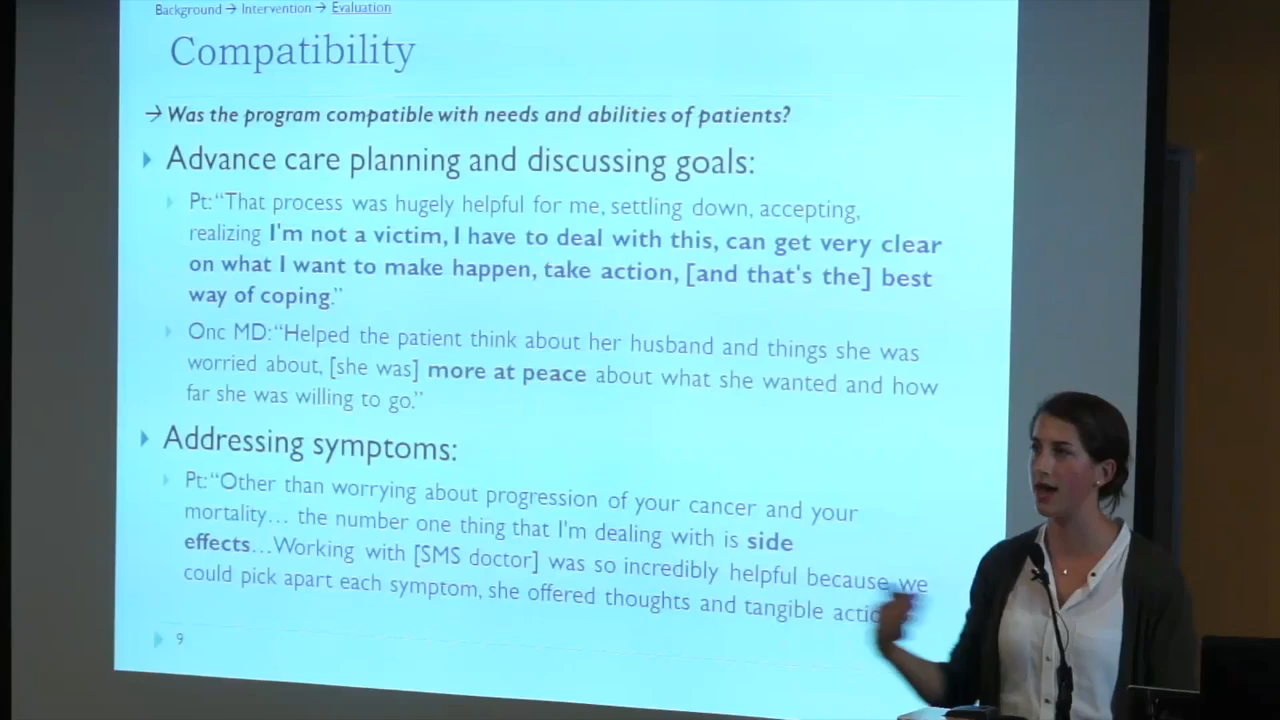 Background → Intervention → Evaluation
Compatibility
→ Was the program compatible with needs and abilities of patients?
Advance care planning and discussing goals:
Pt: “That process was hugely helpful for me, settling down, accepting,
realizing I'm not a victim, I have to deal with this, can get very clear
on what I want to make happen, take action, [and that's the] best
way of coping.”
Onc MD: “Helped the patient think about her husband and things she was
worried about, [she was] more at peace about what she wanted and how
far she was willing to go.”
Addressing symptoms:
Pt: “Other than worrying about progression of your cancer and your
mortality… the number one thing that I'm dealing with is side
effects…Working with [SMS doctor] was so incredibly helpful because we
could pick apart each symptom, she offered thoughts and tangible
9